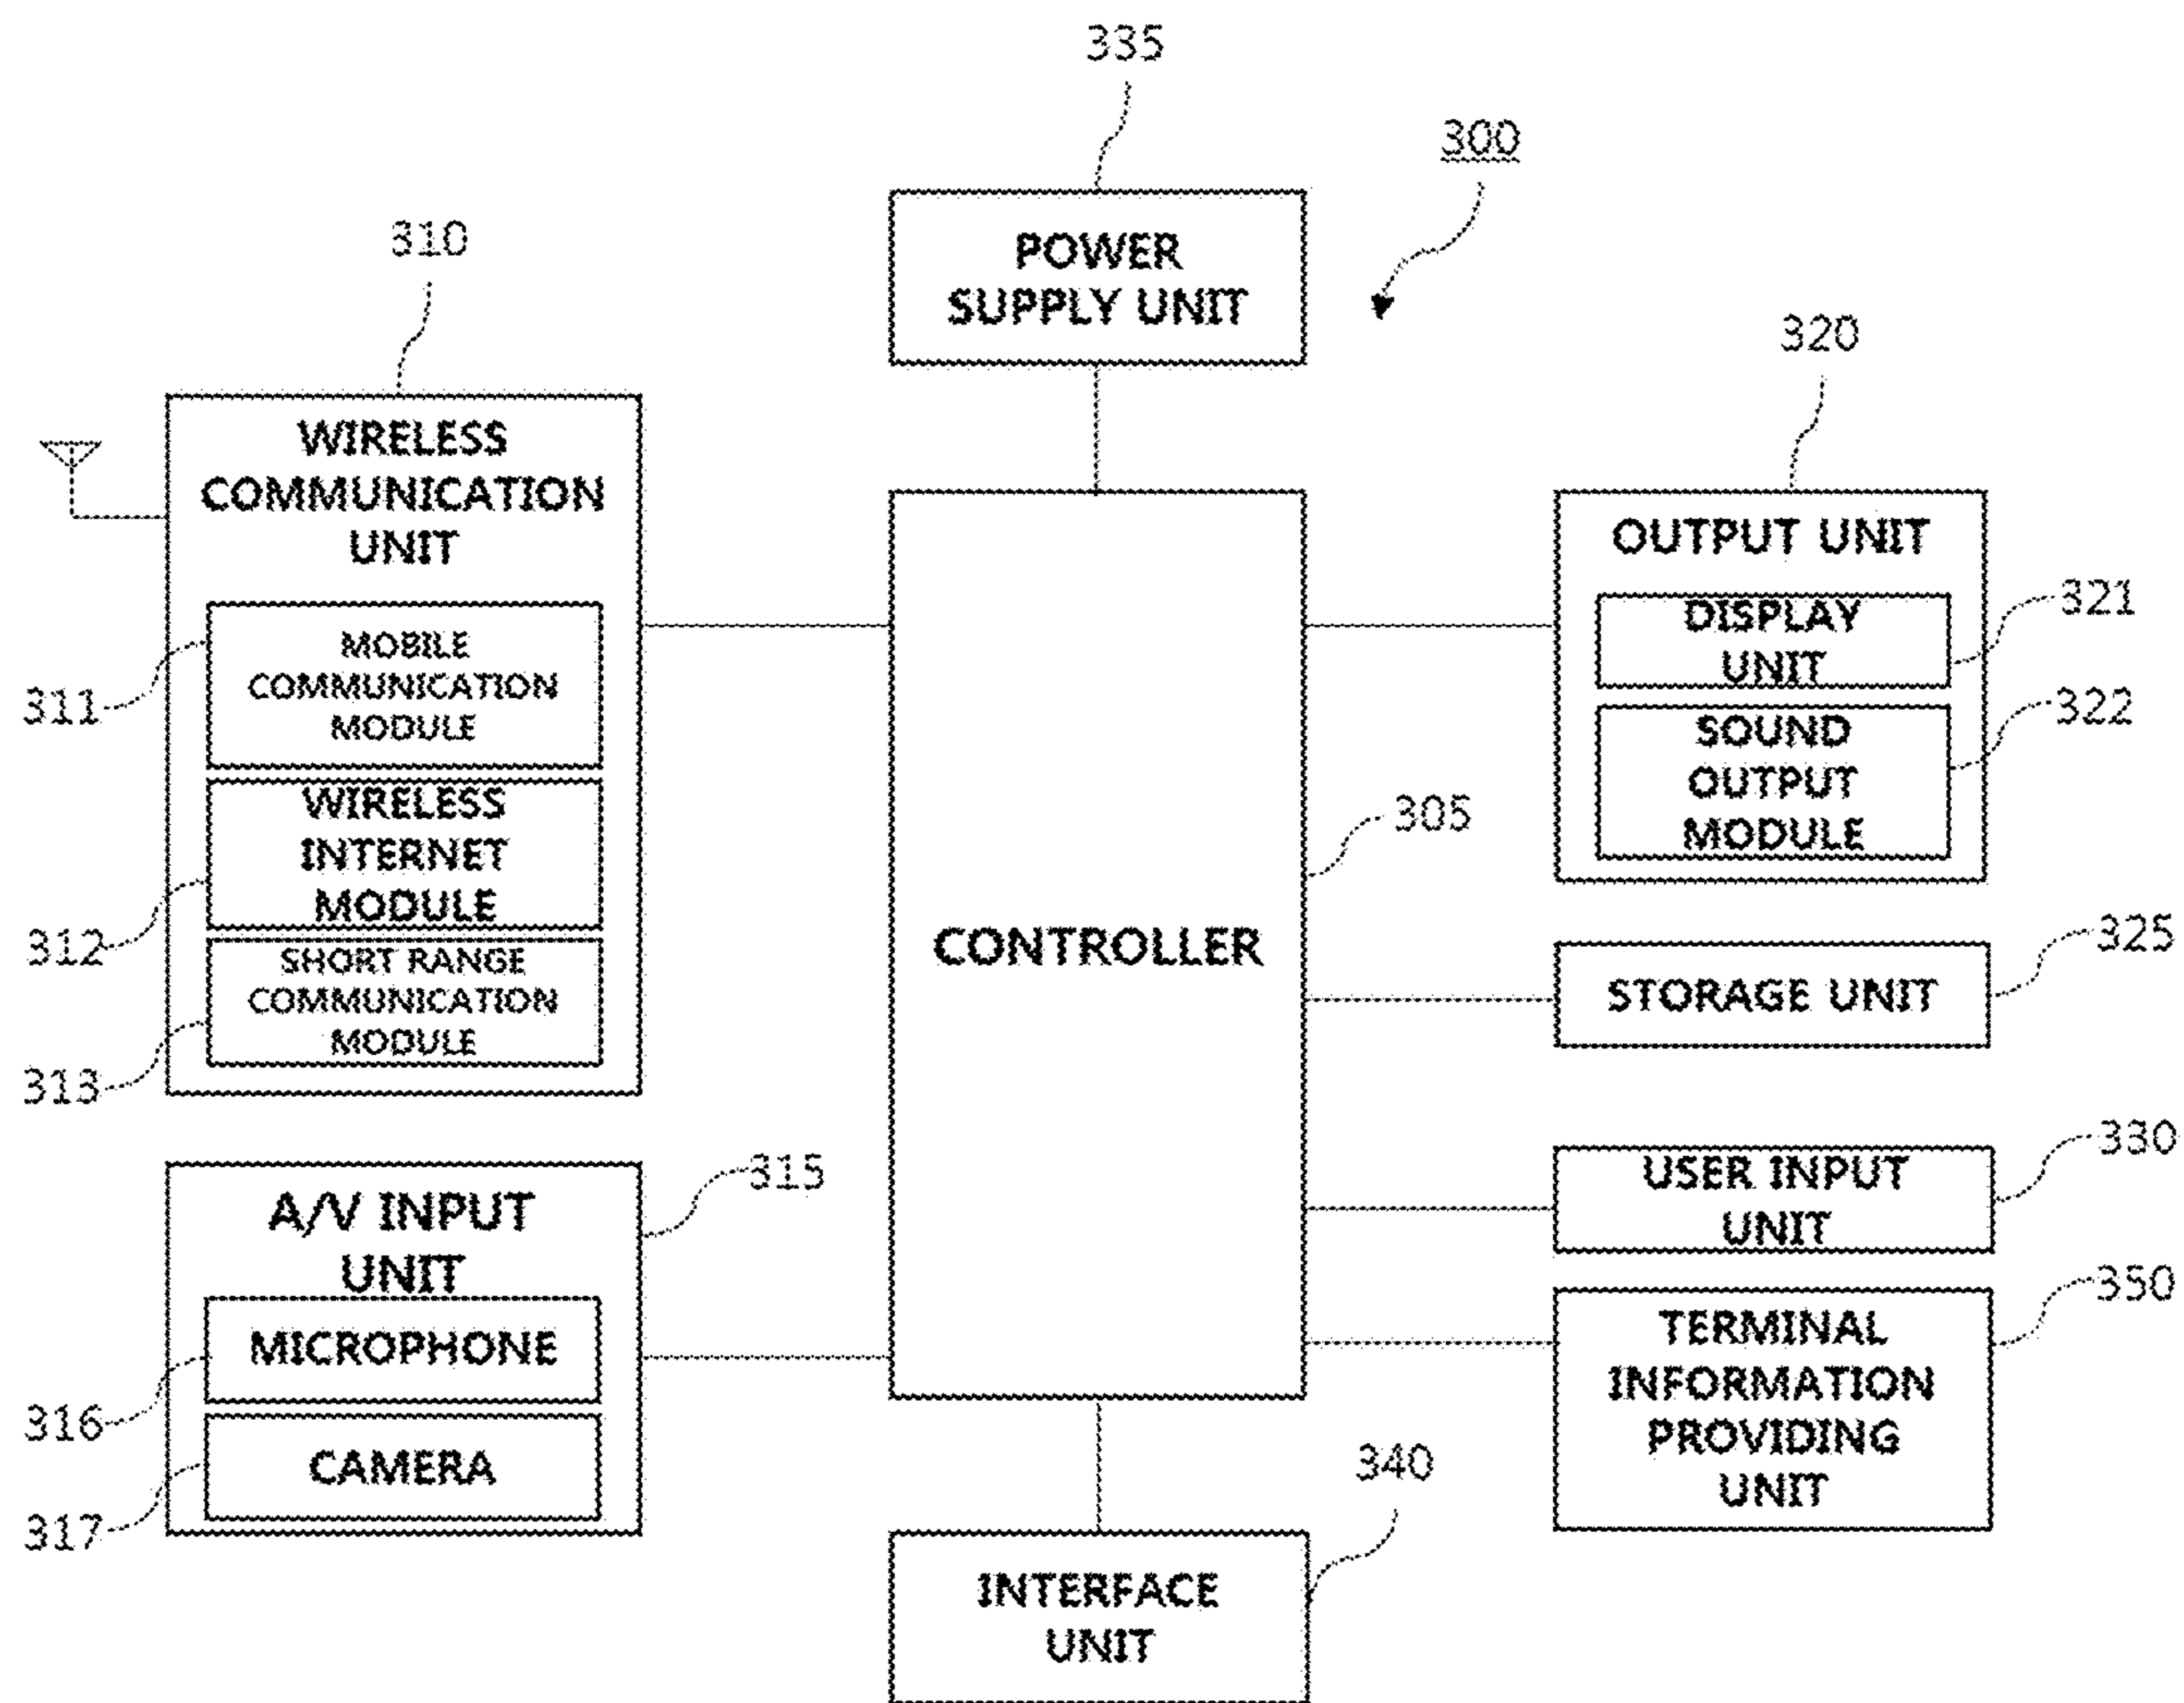 335
300
POWER
SUPPLY UNIT
310
WIRELESS
COMMUNICATION
UNIT
311
MOBILE
COMMUNICATION
MODULE
312
WIRELESS
INTERNET
MODULE
313
SHORT RANGE
COMMUNICATION
MODULE
315
A/V INPUT
UNIT
316
MICROPHONE
317
CAMERA
CONTROLLER
305
320
OUTPUT UNIT
DISPLAY
UNIT
321
SOUND
OUTPUT
MODULE
322
STORAGE UNIT
325
USER INPUT
UNIT
330
TERMINAL
INFORMATION
PROVIDING
UNIT
350
340
INTERFACE
UNIT